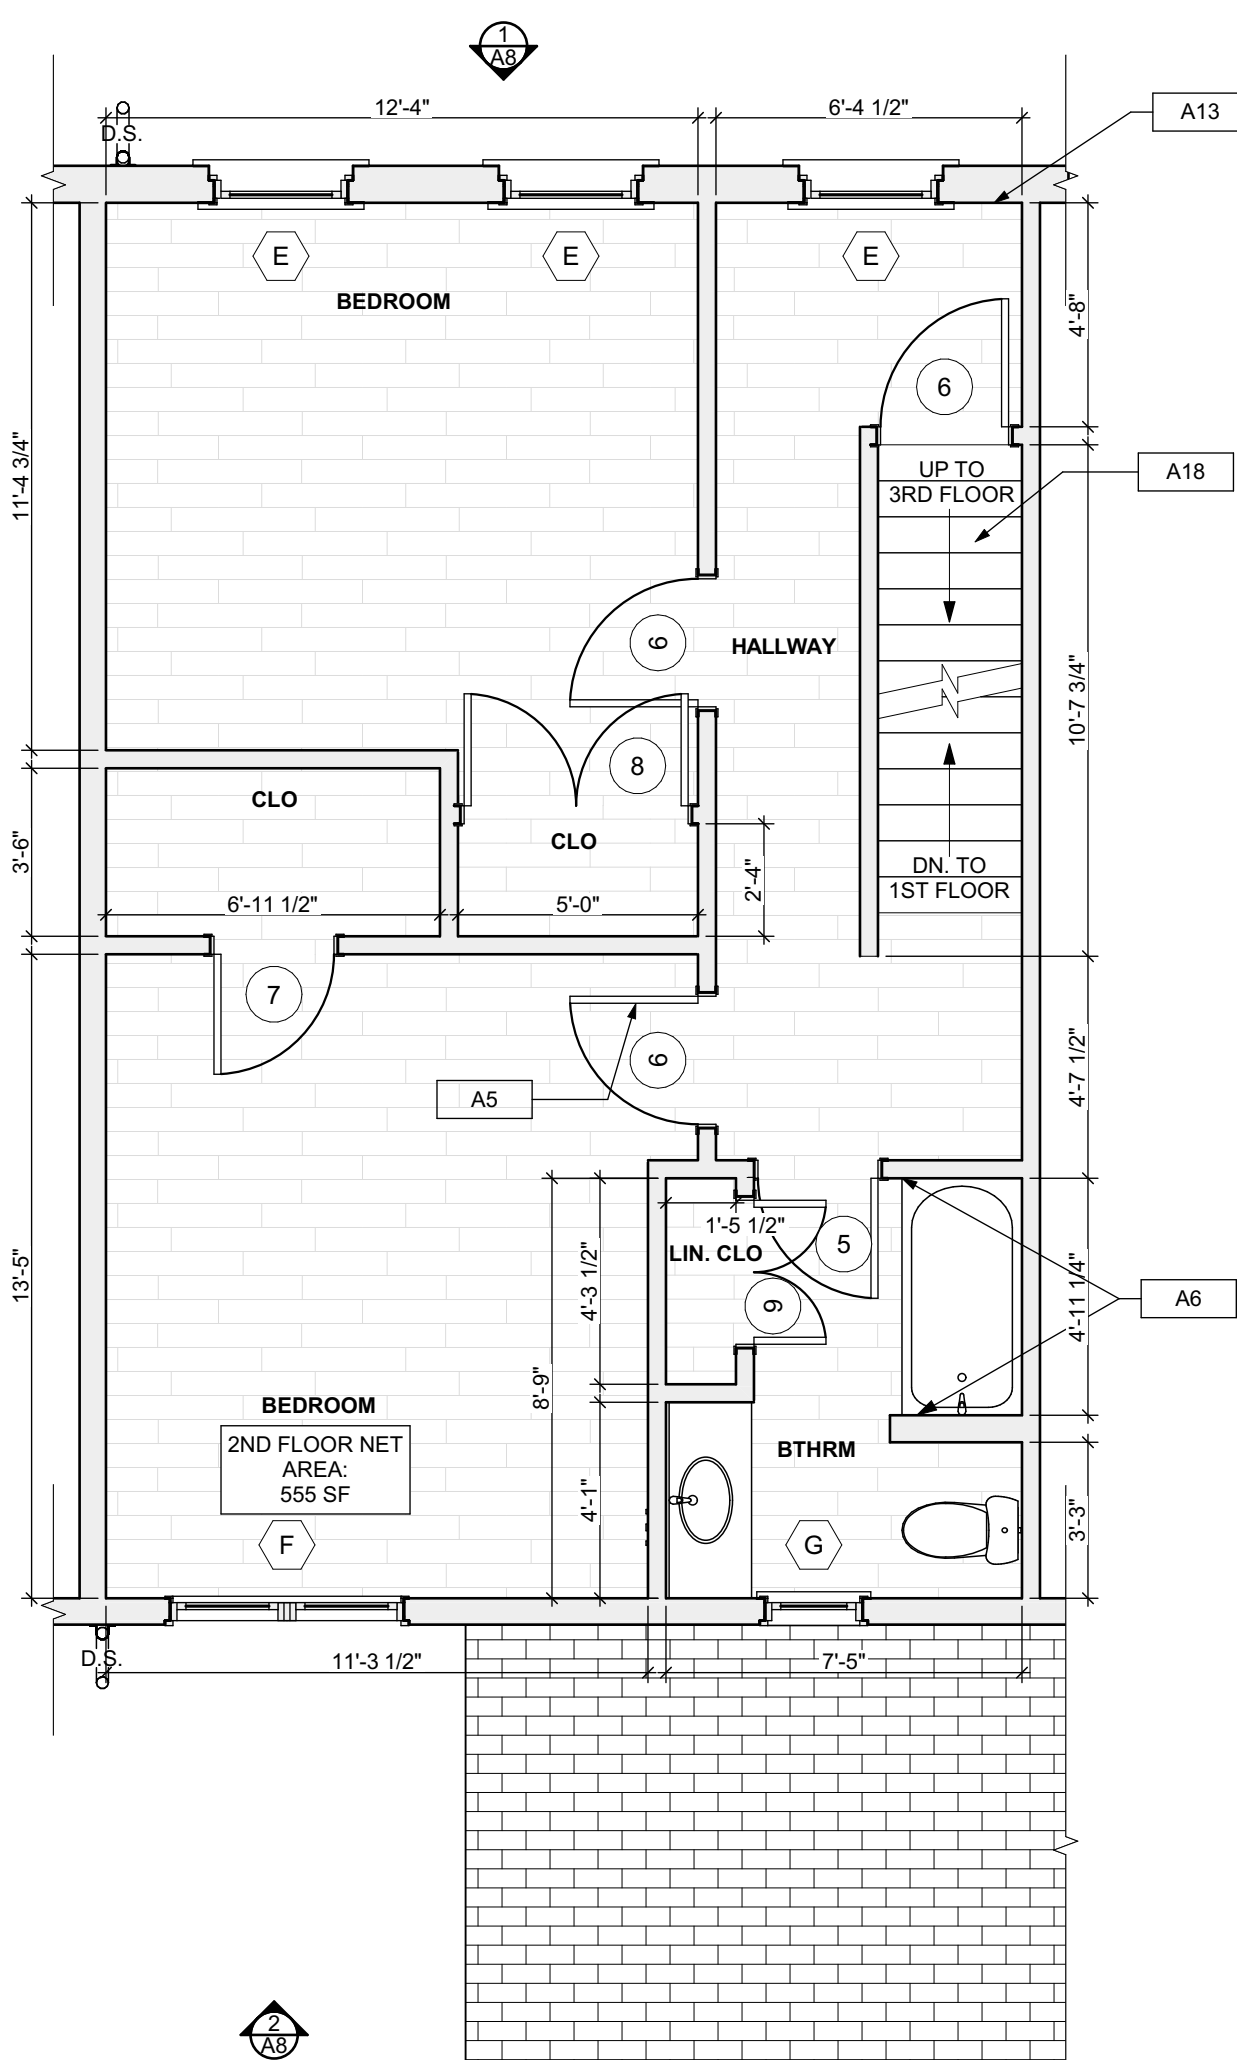 1
A8
12'-4"
6'-4 1/2"
A13
D.S.
E
E
E
BEDROOM
4'-8"
6
11'-4 3/4"
UP TO
3RD FLOOR
A18
6
HALLWAY
10'-7 3/4"
8
CLO
CLO
3'-6"
2'-4"
DN. TO
1ST FLOOR
6'-11 1/2"
5'-0"
7
6
A5
4'-7 1/2"
1'-5 1/2"
5
LIN. CLO
13'-5"
4'-3 1/2"
9
4'-11 1/4"
A6
8'-9"
BEDROOM
2ND FLOOR NET
AREA:
555 SF
BTHRM
4'-1"
3'-3"
F
G
D.S.
11'-3 1/2"
7'-5"
2
A8